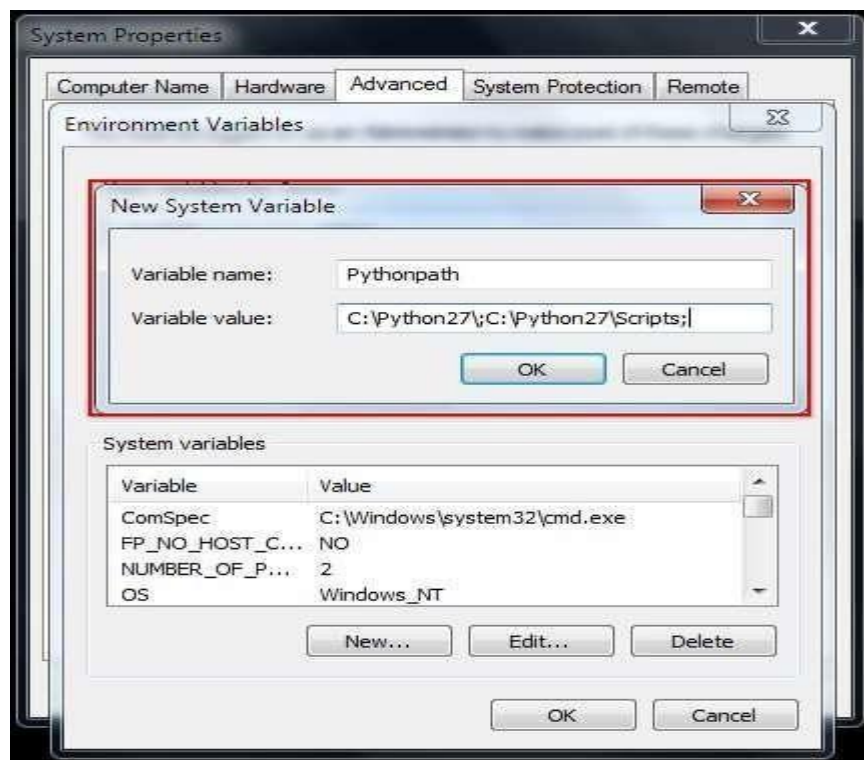 System Properties
Computer Name Hardware Advanced System Protection Remote
Environment Variables
New System Variable
Variable name: Pythonpath
Variable value: C:\Python27\;C:\Python27\Scripts;
OK Cancel
System variables
Variable Value
ComSpec C:\Windows\system32\cmd.exe
FP_NO_HOST_C... NO
NUMBER_OF_P... 2
OS Windows_NT
New... Edit... Delete
OK Cancel